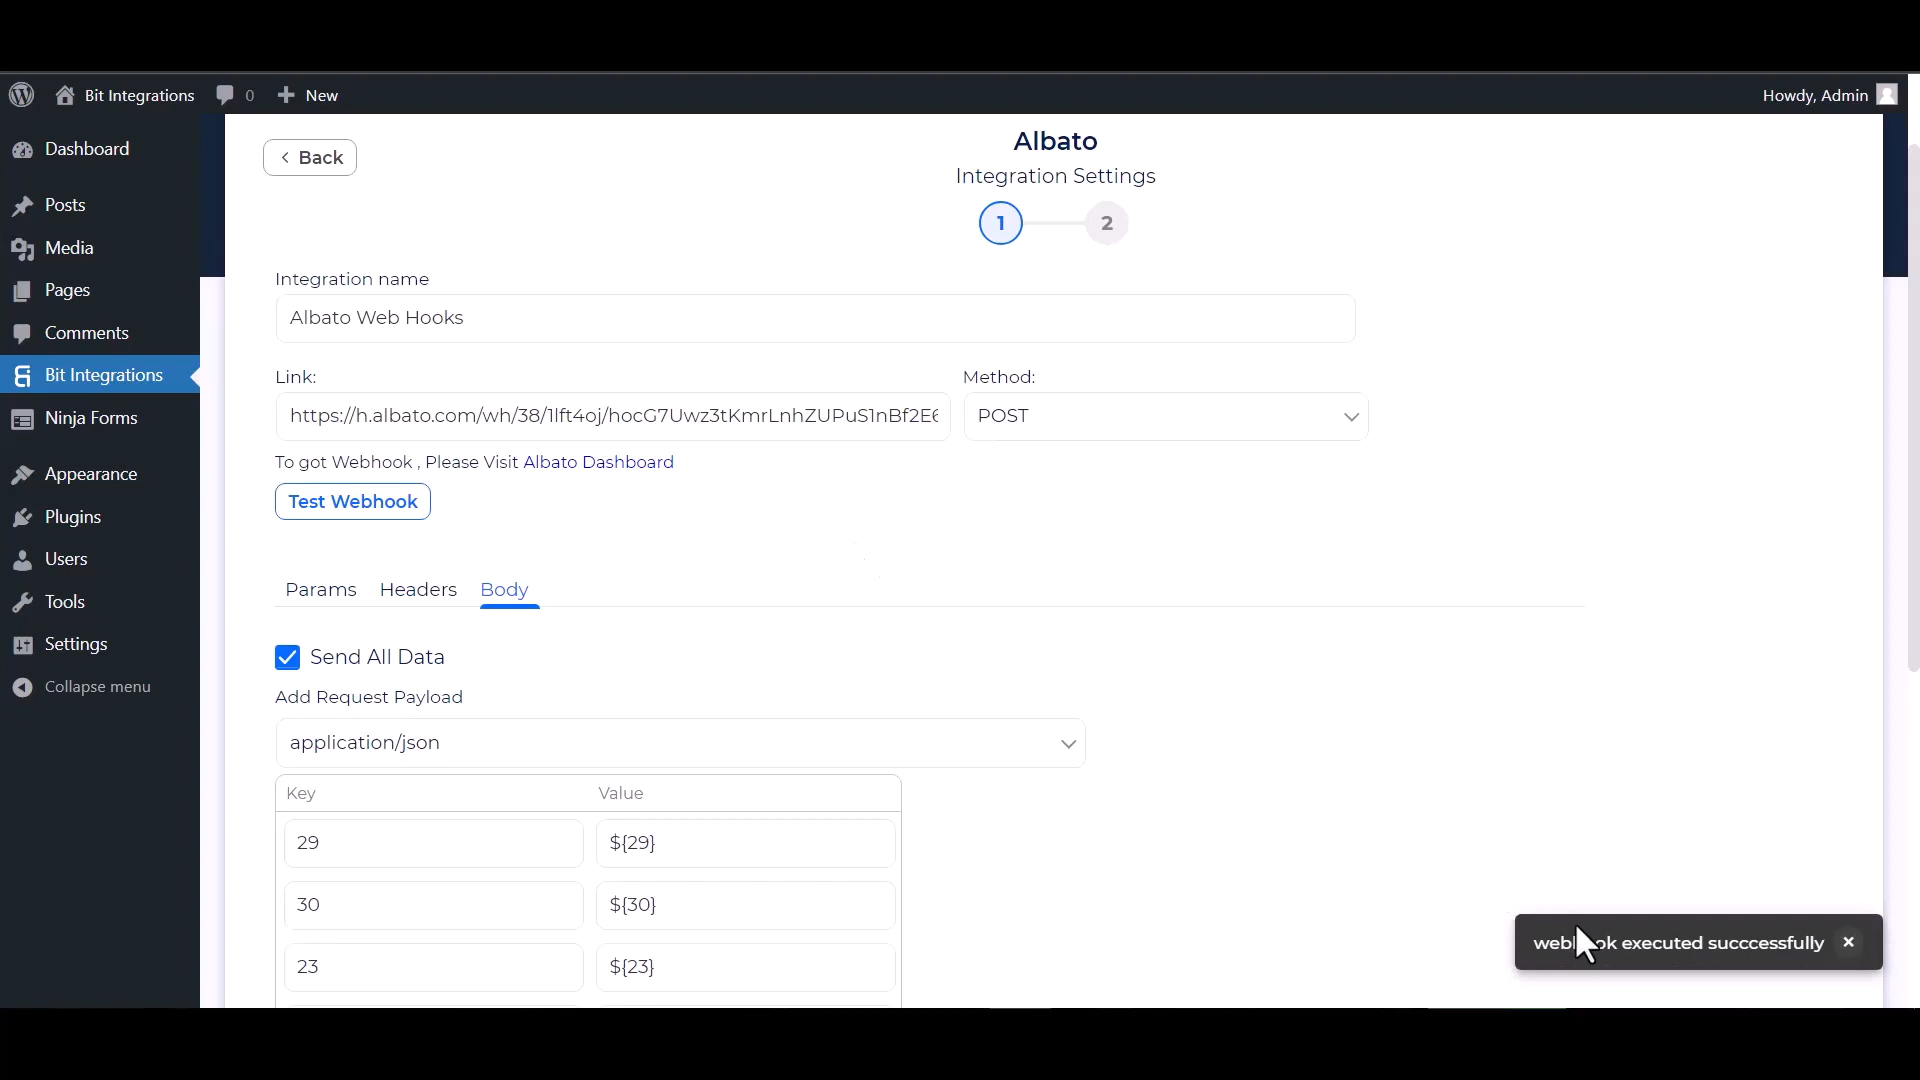 Bit Integrations 0 New Howdy, Admin
Dashboard
Posts
Media
Pages
Comments
Bit Integrations
Ninja Forms
Appearance
Plugins
Users
Tools
Settings
Collapse menu
Back
Albato
Integration Settings
1 2
Integration name
Albato Web Hooks
Link: Method:
https://h.albato.com/wh/38/1lft4oj/hocG7Uwz3tKmrLnhZUPuS1nBf2E6 POST
To got Webhook , Please Visit Albato Dashboard
Test Webhook
Params Headers Body
Send All Data
Add Request Payload
application/json
Key Value
29 ${29}
30 ${30}
23 ${23}
executed succcessfully ×